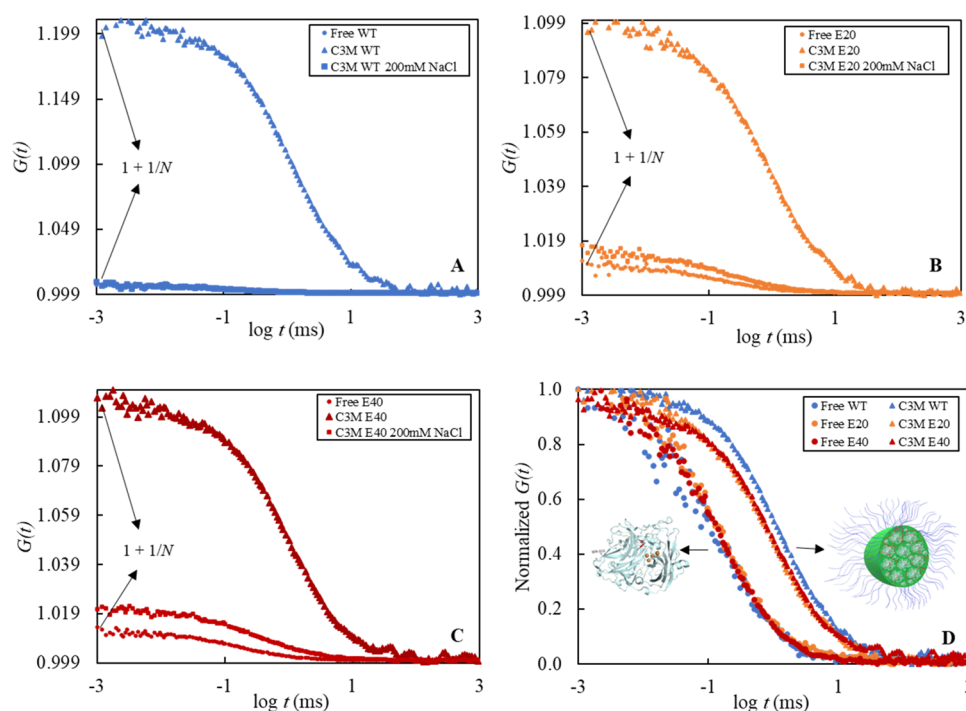 Free WT
C3M WT
C3M WT 200mM NaCl
1.199
1.149
1.099
1.049
0.999
G(t)
1 + 1/N
A
-3 -1 1 3
log t (ms)
Free E20
C3M E20
C3M E20 200mM NaCl
1.099
1.079
1.059
1.039
1.019
0.999
G(t)
1 + 1/N
B
-3 -1 1 3
log t (ms)
Free E40
C3M E40
C3M E40 200mM NaCl
1.099
1.079
1.059
1.039
1.019
0.999
G(t)
1 + 1/N
C
-3 -1 1 3
log t (ms)
Free WT C3M WT
Free E20 C3M E20
Free E40 C3M E40
1.0
0.8
0.6
0.4
0.2
0.0
Normalized G(t)
D
-3 -1 1 3
log t (ms)